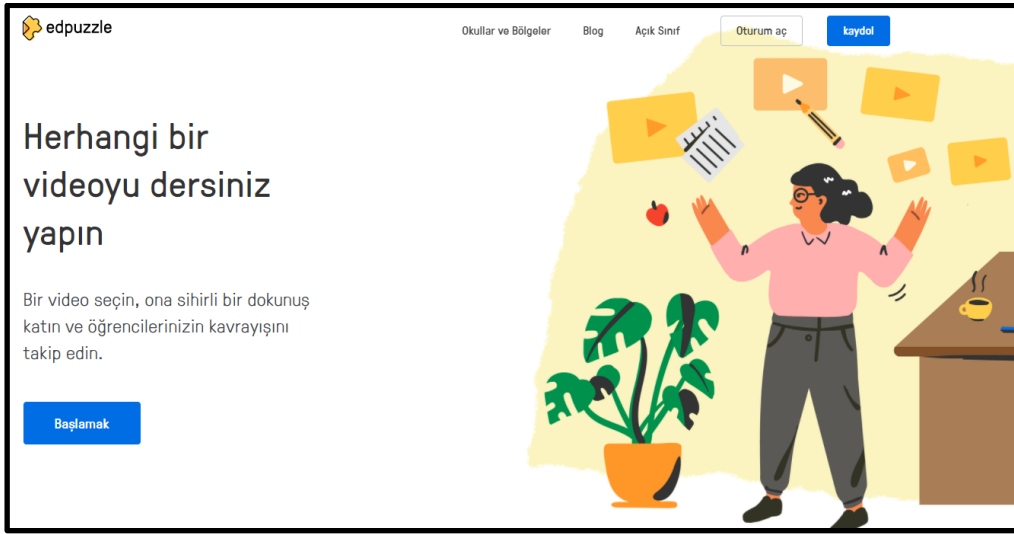 edpuzzle
Okullar ve Bölgeler Blog Açık Sınıf Oturum aç kaydol
Herhangi bir
videoyu dersiniz
yapın
Bir video seçin, ona sihirli bir dokunuş
katın ve öğrencilerinizin kavrayışını
takip edin.
Başlamak